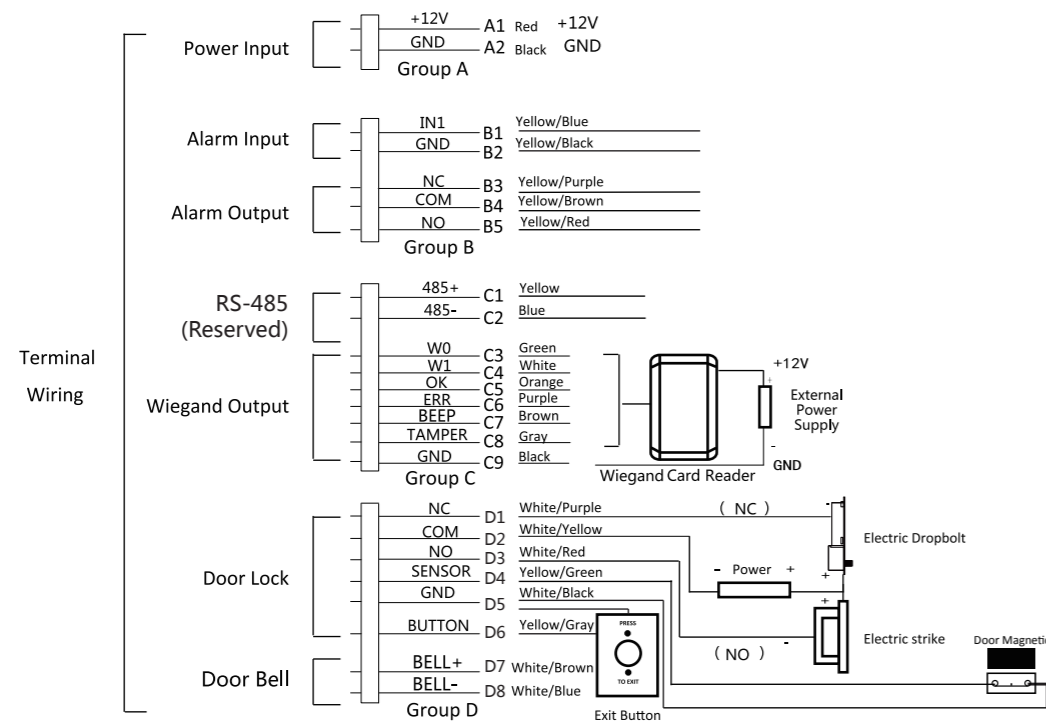 Terminal
Wiring
Power Input
+12V A1 Red +12V
GND A2 Black GND
Group A
Alarm Input
IN1 B1 Yellow/Blue
GND B2 Yellow/Black
Alarm Output
NC B3 Yellow/Purple
COM B4 Yellow/Brown
NO B5 Yellow/Red
Group B
RS-485
(Reserved)
485+ C1 Yellow
485- C2 Blue
Wiegand Output
W0 C3 Green
W1 C4 White
OK C5 Orange
ERR C6 Purple
BEEP C7 Brown
TAMPER C8 Gray
GND C9 Black
Group C
+12V
+
External
Power
Supply
-
GND
Wiegand Card Reader
Door Lock
NC D1 White/Purple ( NC )
COM D2 White/Yellow
NO D3 White/Red
SENSOR D4 Yellow/Green
GND D5 White/Black
BUTTON D6 Yellow/Gray
- Electric Dropbolt
- Power + +
+
- Electric strike
( NO )
Door Magnetic
PRESS
TO EXIT
Exit Button
Door Bell
BELL+ D7 White/Brown
BELL- D8 White/Blue
Group D